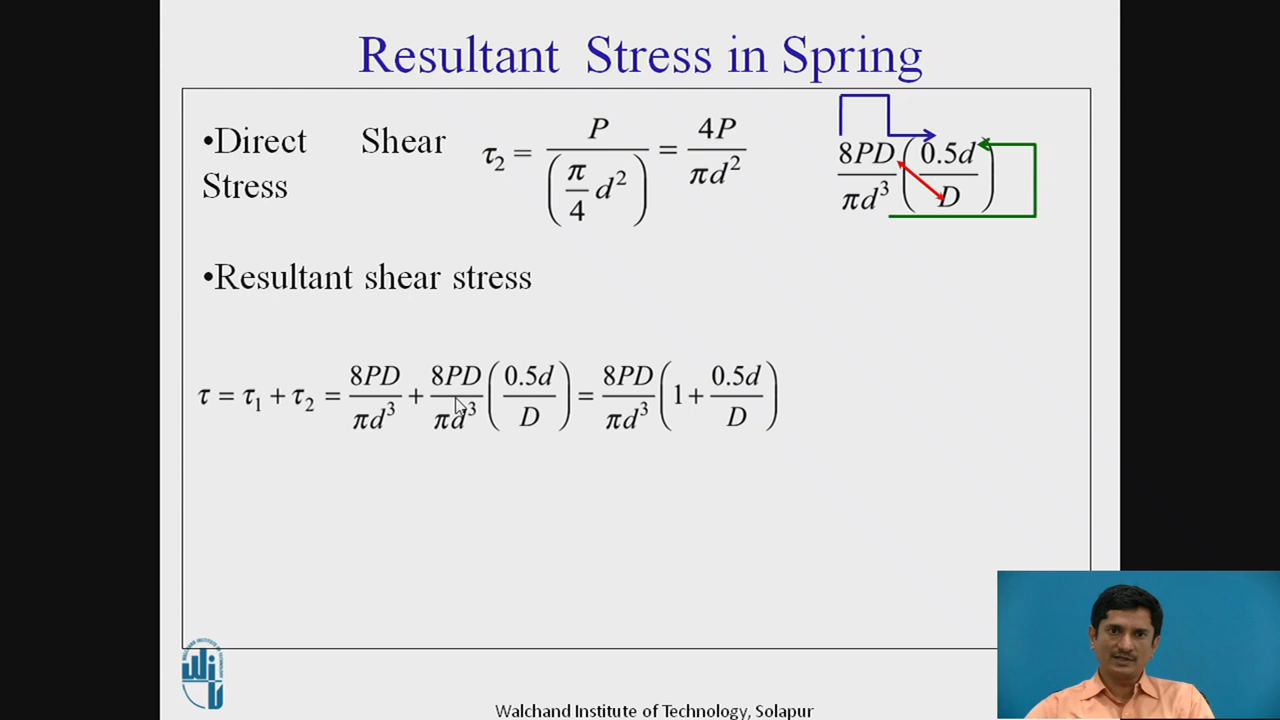 Resultant Stress in Spring
•Direct Shear Stress
τ₂ = P / (π/4 d²) = 4P / πd²
8PD / πd³ (0.5d / D)
•Resultant shear stress
τ = τ₁ + τ₂ = 8PD / πd³ + 8PD / πd³ (0.5d / D) = 8PD / πd³ (1 + 0.5d / D)
Walchand Institute of Technology, Solapur